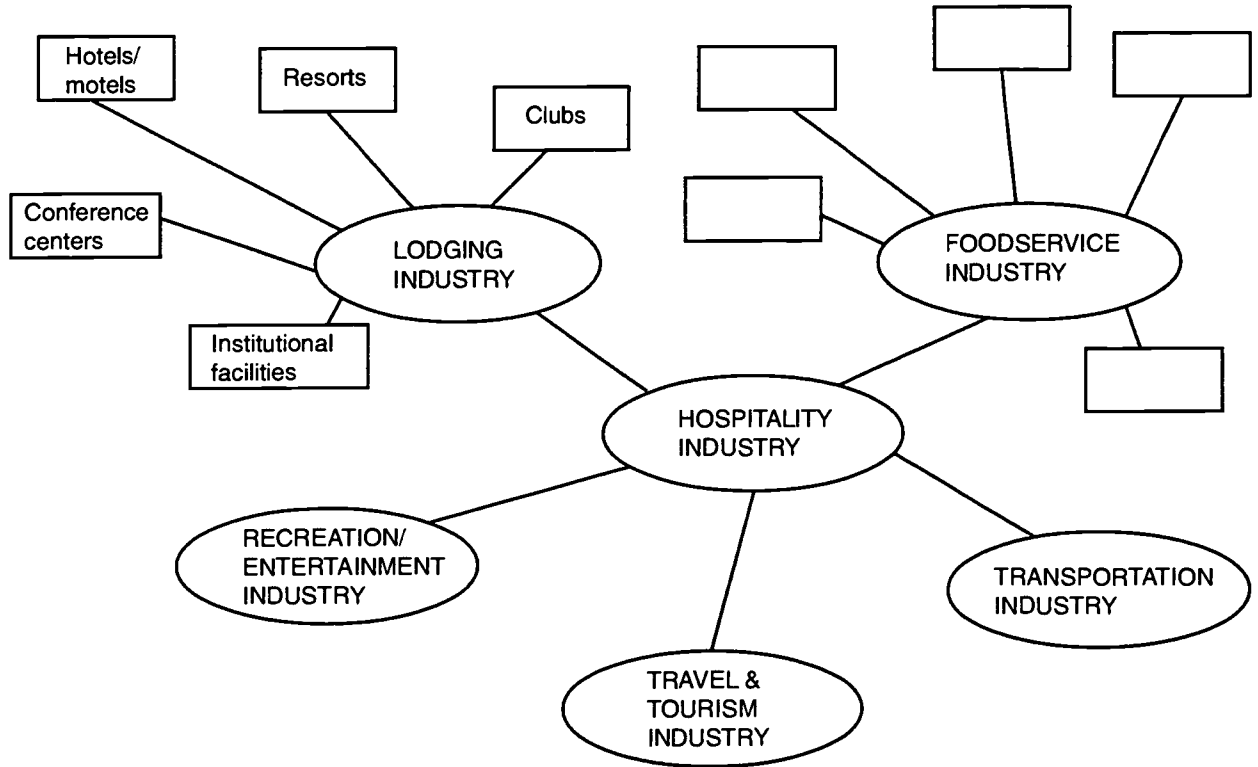 Hotels/
motels
Resorts
Clubs
Conference
centers
LODGING
INDUSTRY
FOODSERVICE
INDUSTRY
Institutional
facilities
HOSPITALITY
INDUSTRY
RECREATION/
ENTERTAINMENT
INDUSTRY
TRANSPORTATION
INDUSTRY
TRAVEL &
TOURISM
INDUSTRY